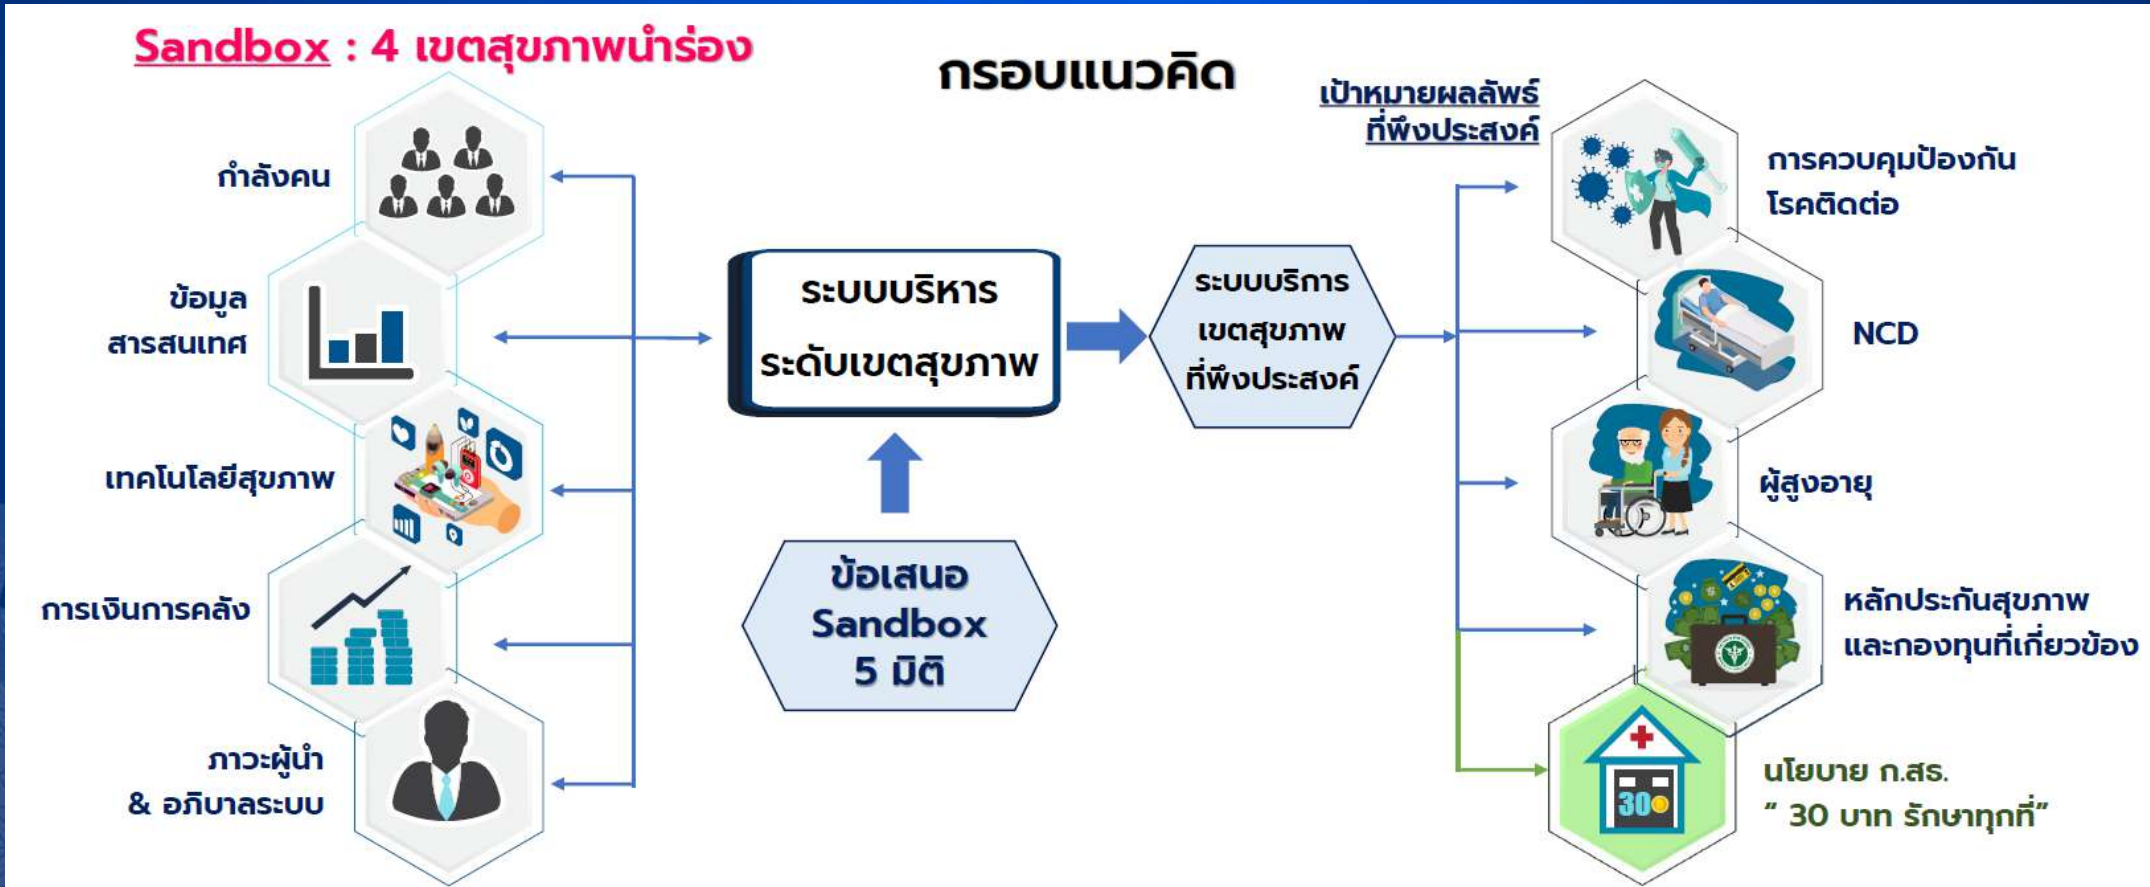 Sandbox : 4 เขตสุขภาพนำร่อง
กรอบแนวคิด
กำลังคน
ข้อมูล
สารสนเทศ
เทคโนโลยีสุขภาพ
การเงินการคลัง
ภาวะผู้นำ
& อภิบาลระบบ
ระบบบริหาร
ระดับเขตสุขภาพ
ข้อเสนอ
Sandbox
5 มิติ
ระบบบริการ
เขตสุขภาพ
ที่พึงประสงค์
เป้าหมายผลลัพธ์
ที่พึงประสงค์
การควบคุมป้องกัน
โรคติดต่อ
NCD
ผู้สูงอายุ
หลักประกันสุขภาพ
และกองทุนที่เกี่ยวข้อง
30
นโยบาย ก.สธ.
“ 30 บาท รักษาทุกที่”